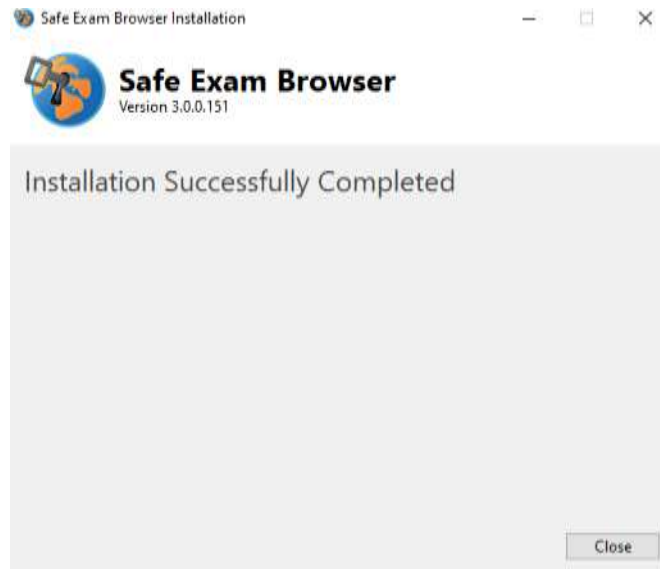 Safe Exam Browser Installation
Safe Exam Browser
Version 3.0.0.151
Installation Successfully Completed
Close